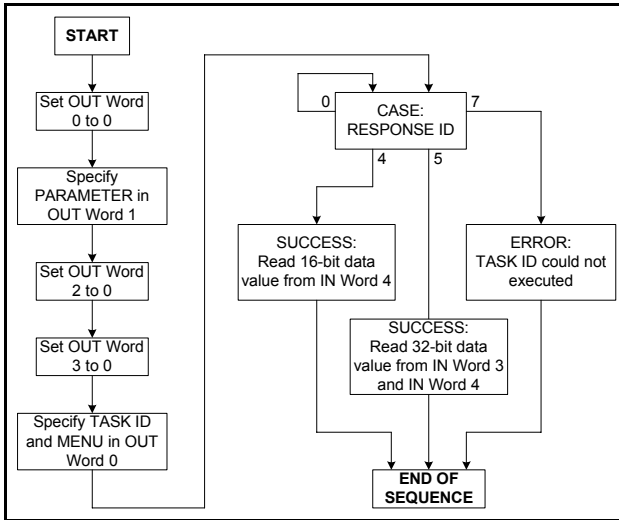 START
Set OUT Word
0 to 0
Specify
PARAMETER in
OUT Word 1
Set OUT Word
2 to 0
Set OUT Word
3 to 0
Specify TASK ID
and MENU in OUT
Word 0
0
CASE:
RESPONSE ID
7
4
5
SUCCESS:
Read 16-bit data
value from IN Word 4
ERROR:
TASK ID could not
executed
SUCCESS:
Read 32-bit data
value from IN Word 3
and IN Word 4
END OF
SEQUENCE